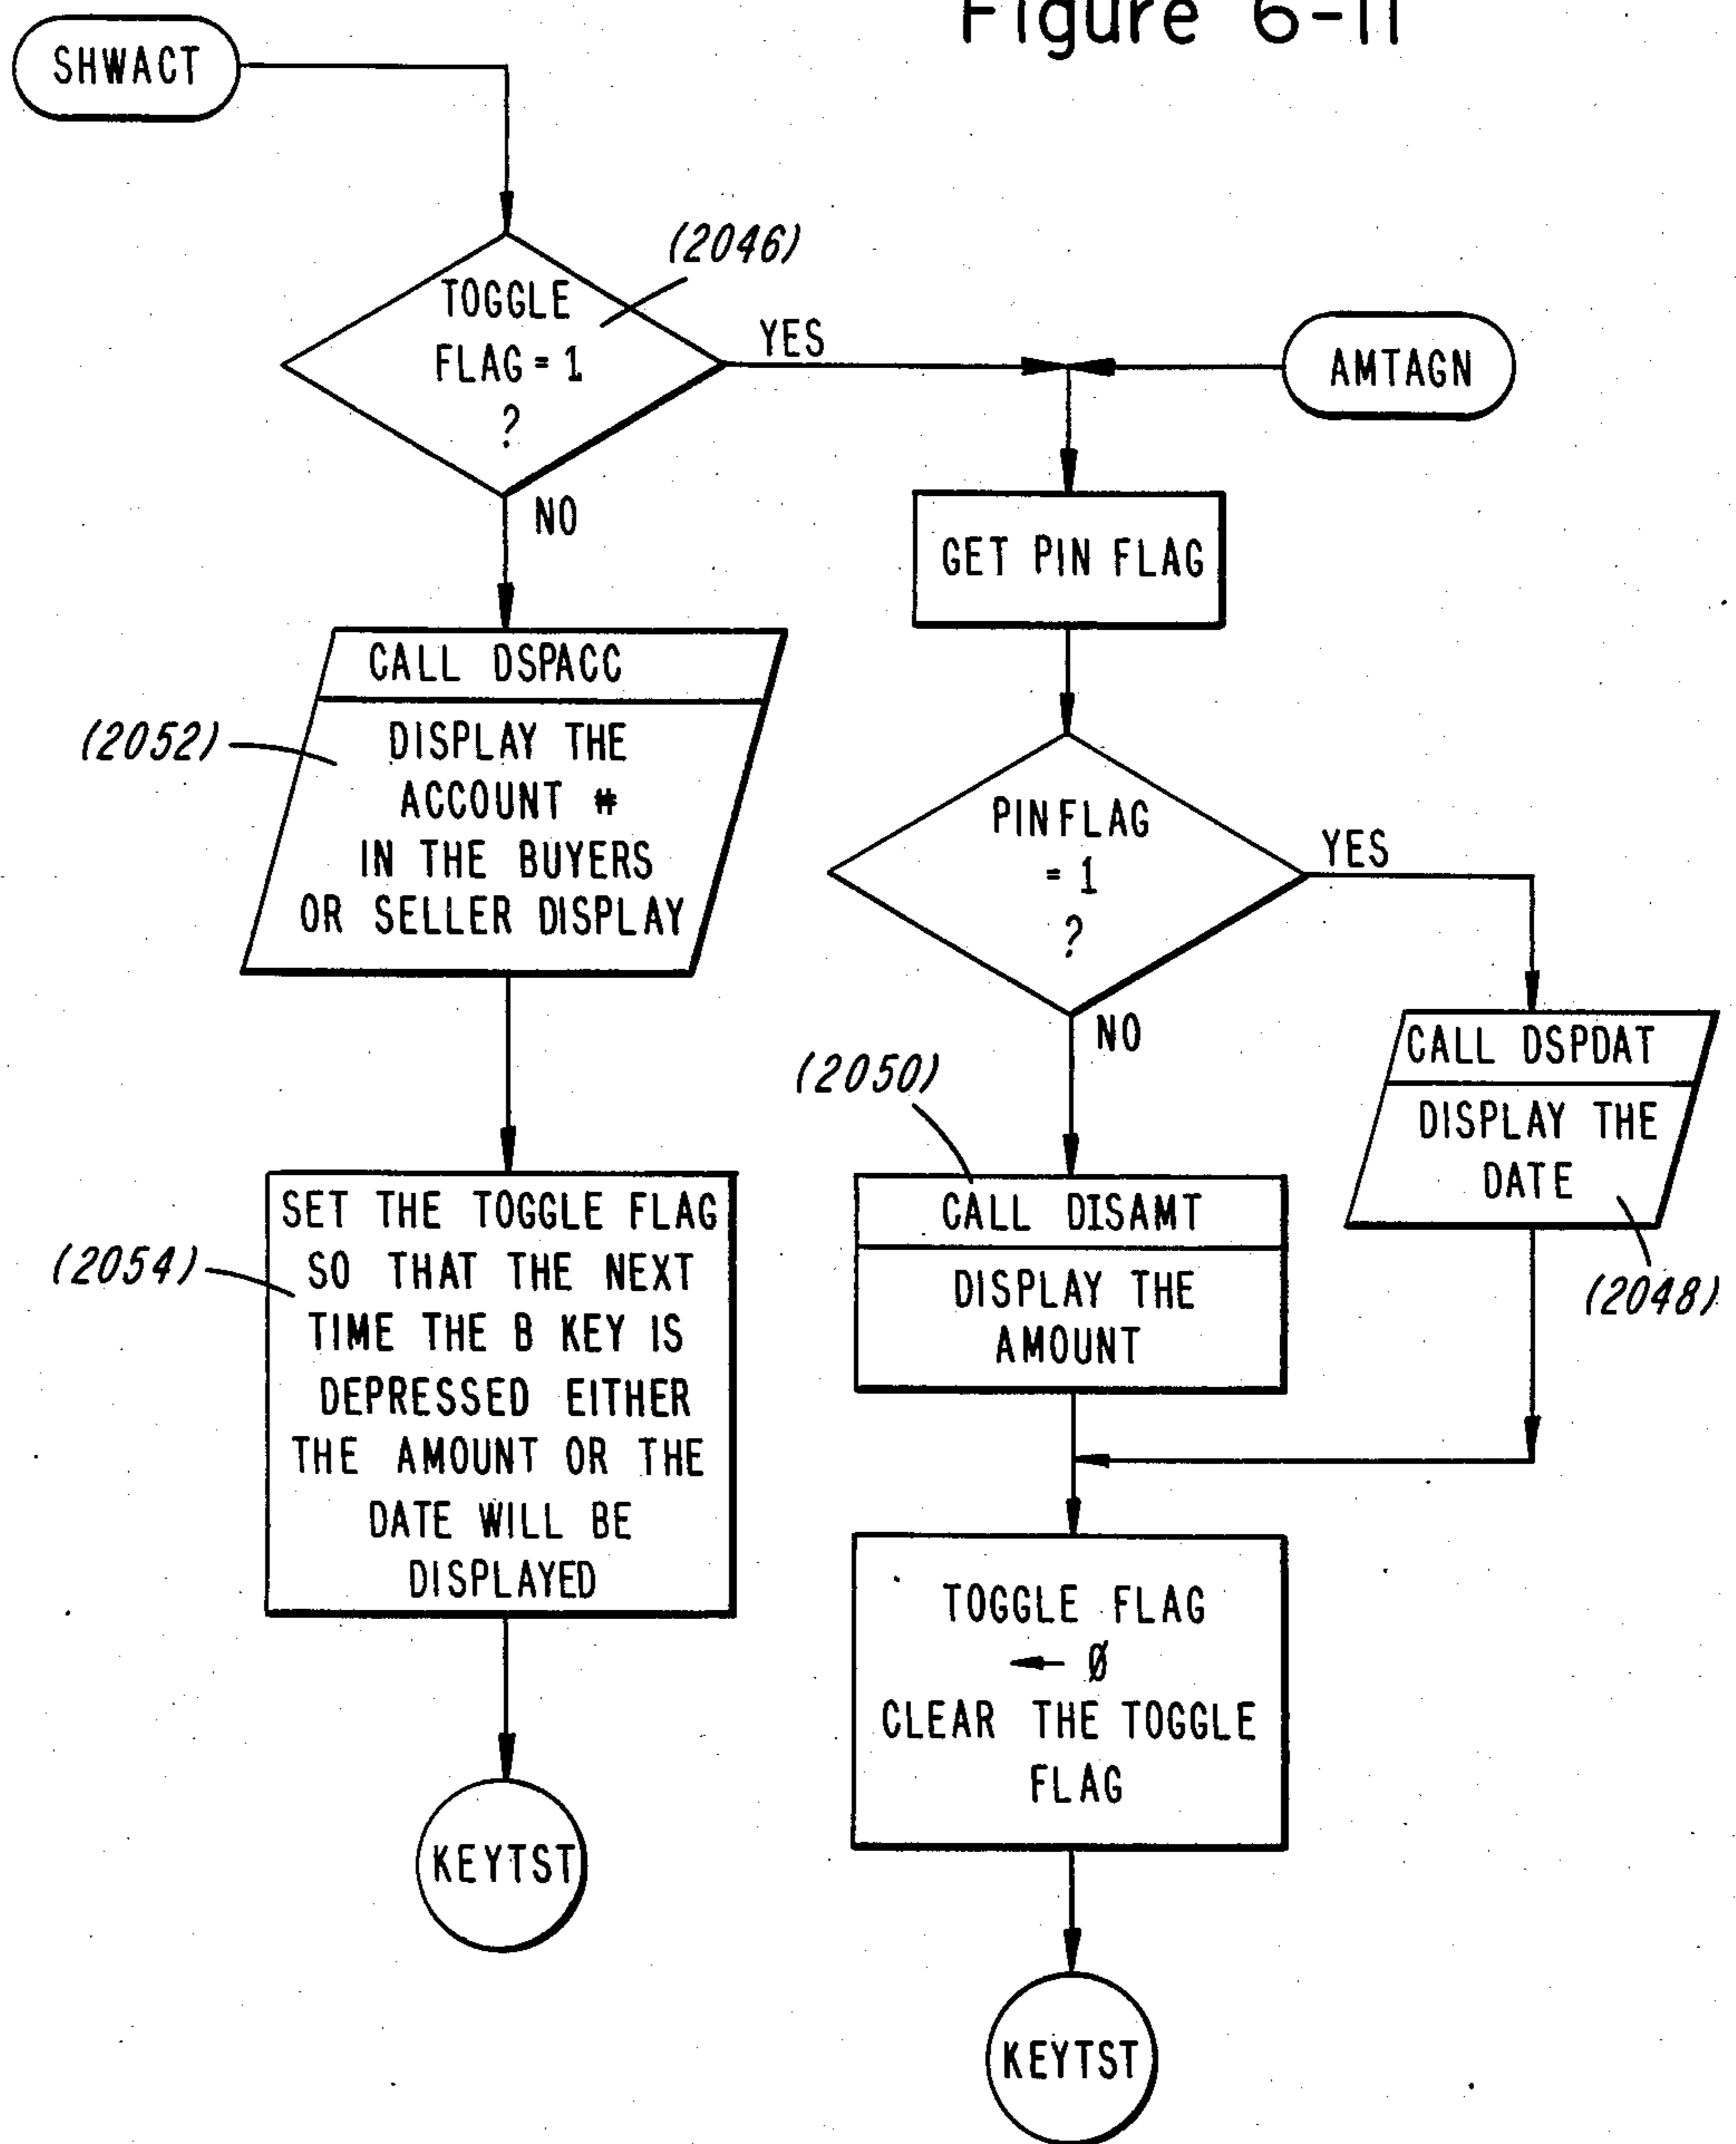 Figure 6-11
SHWACT
(2046)
TOGGLE
FLAG = 1
?
YES
AMTAGN
NO
GET PIN FLAG
CALL DSPACC
(2052)
DISPLAY THE
ACCOUNT #
IN THE BUYERS
OR SELLER DISPLAY
PIN FLAG
= 1
?
YES
NO
(2050)
CALL DSPDAT
DISPLAY THE
DATE
(2048)
CALL DISAMT
DISPLAY THE
AMOUNT
(2054)
SET THE TOGGLE FLAG
SO THAT THE NEXT
TIME THE B KEY IS
DEPRESSED EITHER
THE AMOUNT OR THE
DATE WILL BE
DISPLAYED
TOGGLE FLAG
← Ø
CLEAR THE TOGGLE
FLAG
KEYTST
KEYTST